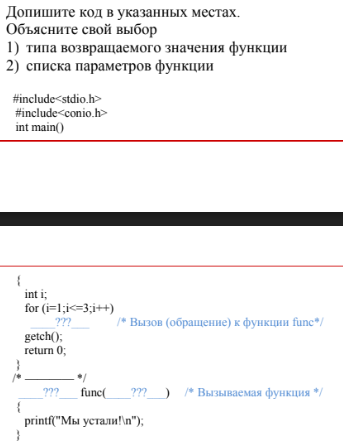 Допишите код в указанных местах.
Объясните свой выбор
1) типа возвращаемого значения функции
2) списка параметров функции
#include<stdio.h>
#include<conio.h>
int main()
{
int i;
for (i=1;i<=3;i++)
____???___ /* Вызов (обращение) к функции func*/
getch();
return 0;
}
/* ———— */
____???___ func(____???___) /* Вызываемая функция */
{
printf("Мы устали!\n");
}